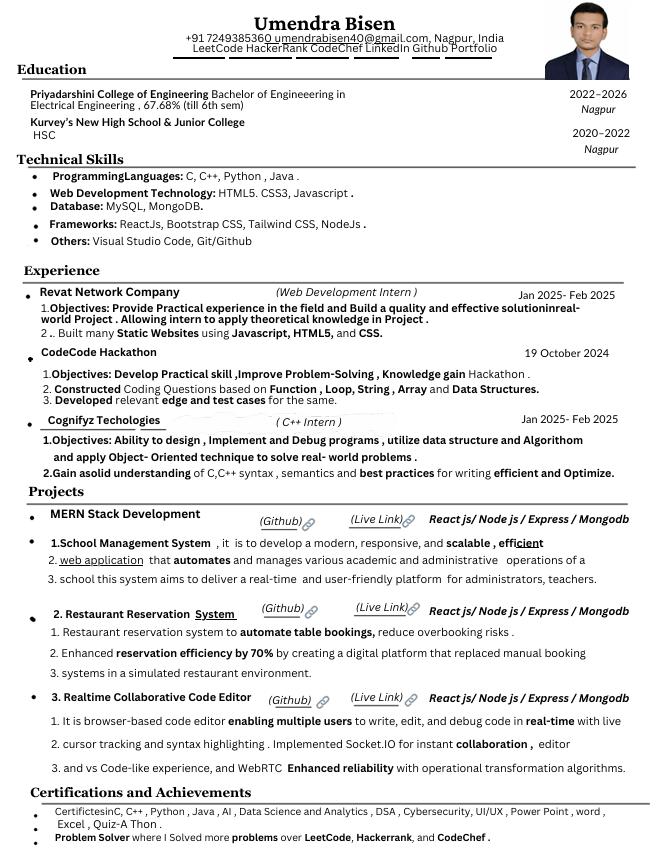 Umendra Bisen
+91 7249385360 umendrabisen40@gmail.com, Nagpur, India
LeetCode HackerRank CodeChef LinkedIn Github Portfolio
Education
Priyadarshini College of Engineering Bachelor of Engineeering in 2022–2026
Electrical Engineering , 67.68% (till 6th sem) Nagpur
Kurvey's New High School & Junior College
HSC 2020–2022
Nagpur
Technical Skills
• ProgrammingLanguages: C, C++, Python , Java .
• Web Development Technology: HTML5. CSS3, Javascript .
• Database: MySQL, MongoDB.
• Frameworks: ReactJs, Bootstrap CSS, Tailwind CSS, NodeJs .
• Others: Visual Studio Code, Git/Github
Experience
• Revat Network Company (Web Development Intern ) Jan 2025- Feb 2025
1.Objectives: Provide Practical experience in the field and Build a quality and effective solutioninreal-
world Project . Allowing intern to apply theoretical knowledge in Project .
2 .. Built many Static Websites using Javascript, HTML5, and CSS.
• CodeCode Hackathon 19 October 2024
1.Objectives: Develop Practical skill ,Improve Problem-Solving , Knowledge gain Hackathon .
2. Constructed Coding Questions based on Function , Loop, String , Array and Data Structures.
3. Developed relevant edge and test cases for the same.
• Cognifyz Techologies ( C++ Intern ) Jan 2025- Feb 2025
1.Objectives: Ability to design , Implement and Debug programs , utilize data structure and Algorithom
and apply Object- Oriented technique to solve real- world problems .
2.Gain asolid understanding of C,C++ syntax , semantics and best practices for writing efficient and Optimize.
Projects
• MERN Stack Development (Github) (Live Link) React js/ Node js / Express / Mongodb
• 1.School Management System , it is to develop a modern, responsive, and scalable , efficient
2. web application that automates and manages various academic and administrative operations of a
3. school this system aims to deliver a real-time and user-friendly platform for administrators, teachers.
• 2. Restaurant Reservation System (Github) (Live Link) React js/ Node js / Express / Mongodb
1. Restaurant reservation system to automate table bookings, reduce overbooking risks .
2. Enhanced reservation efficiency by 70% by creating a digital platform that replaced manual booking
3. systems in a simulated restaurant environment.
• 3. Realtime Collaborative Code Editor (Github) (Live Link) React js/ Node js / Express / Mongodb
1. It is browser-based code editor enabling multiple users to write, edit, and debug code in real-time with live
2. cursor tracking and syntax highlighting . Implemented Socket.IO for instant collaboration , editor
3. and vs Code-like experience, and WebRTC Enhanced reliability with operational transformation algorithms.
Certifications and Achievements
• CertifictesinC, C++ , Python , Java , AI , Data Science and Analytics , DSA , Cybersecurity, UI/UX , Power Point , word ,
• Excel , Quiz-A Thon .
• Problem Solver where I Solved more problems over LeetCode, Hackerrank, and CodeChef .